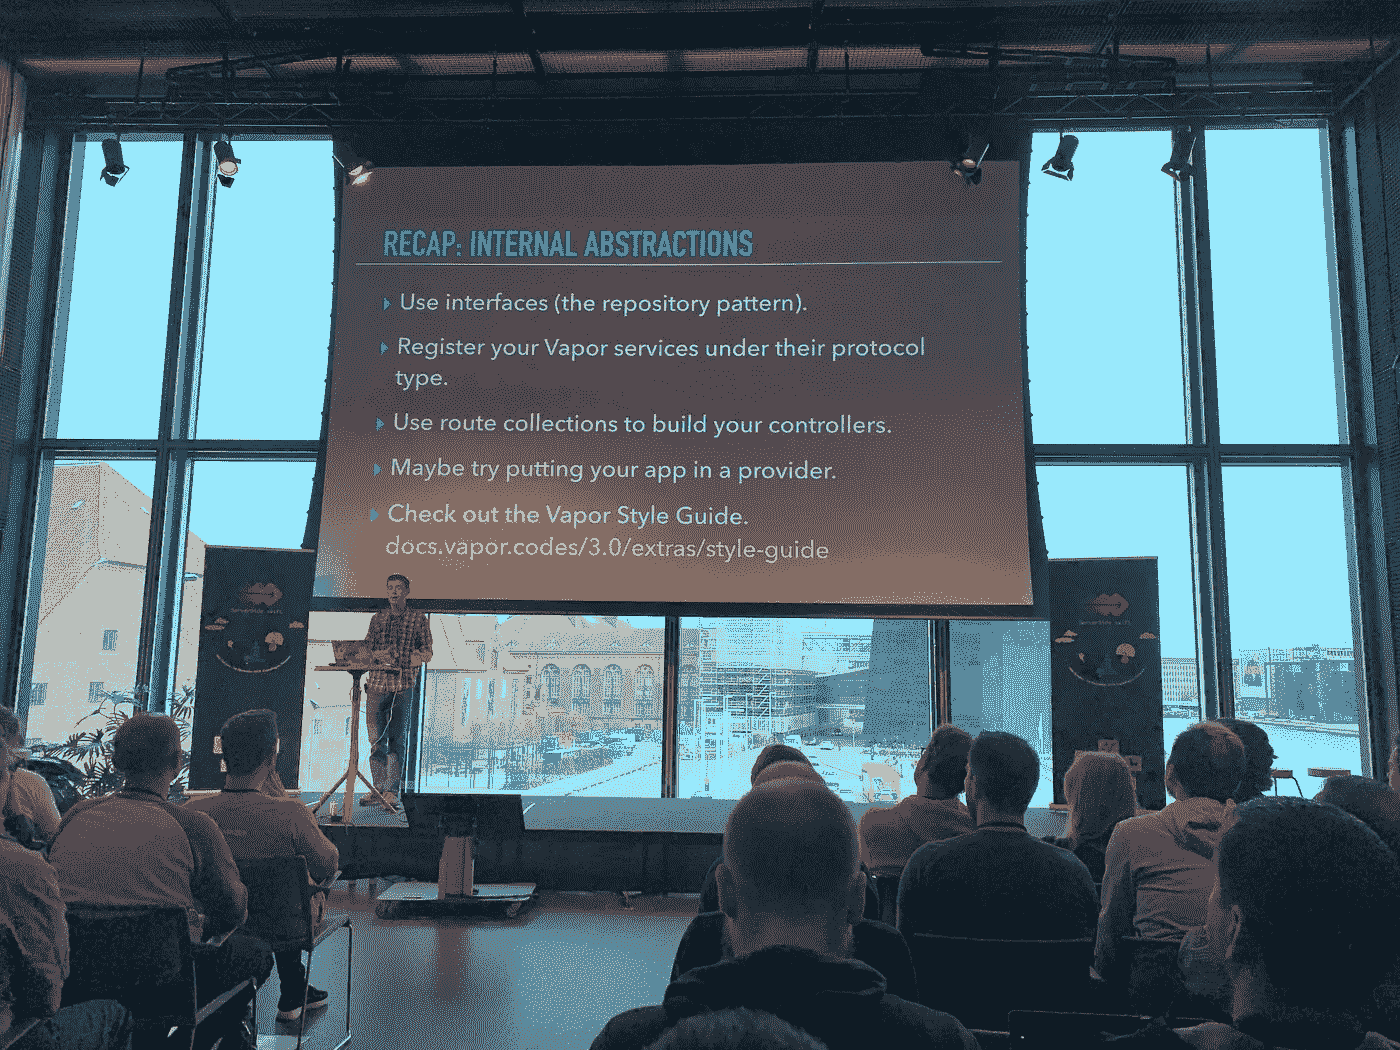 RECAP: INTERNAL ABSTRACTIONS
Use interfaces (the repository pattern).
Register your Vapor services under their protocol
type.
Use route collections to build your controllers.
Maybe try putting your app in a provider.
Check out the Vapor Style Guide.
docs.vapor.codes/3.0/extras/style-guide